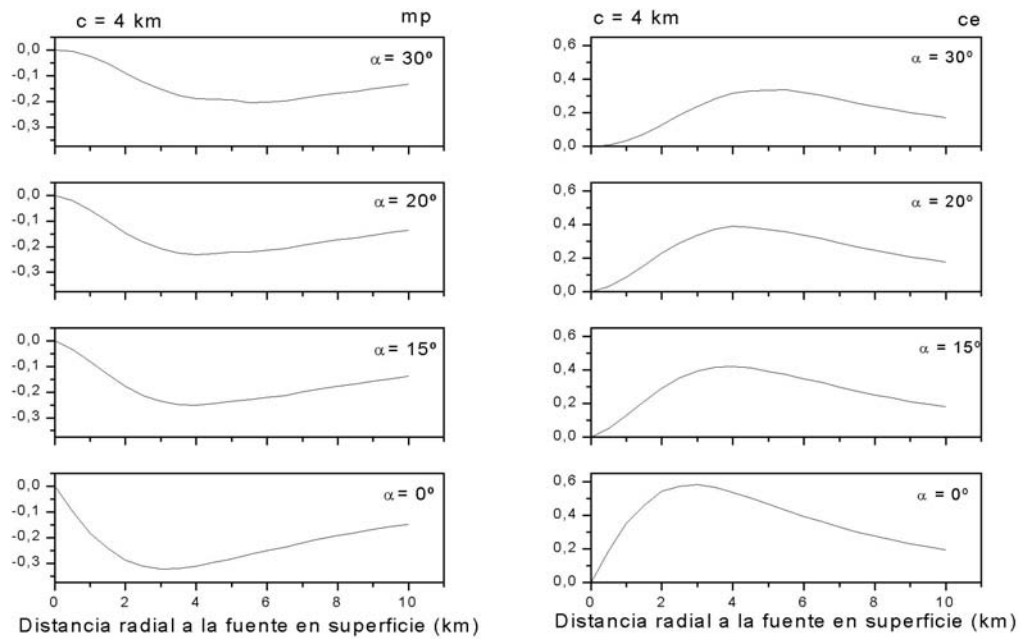 c = 4 km
mp
0,0
-0,1
-0,2
-0,3
α = 30º
0,0
-0,1
-0,2
-0,3
α = 20º
0,0
-0,1
-0,2
-0,3
α = 15º
0,0
-0,1
-0,2
-0,3
α = 0º
0 2 4 6 8 10
Distancia radial a la fuente en superficie (km)
c = 4 km
ce
0,6
0,4
0,2
0,0
α = 30º
0,6
0,4
0,2
0,0
α = 20º
0,6
0,4
0,2
0,0
α = 15º
0,6
0,4
0,2
0,0
α = 0º
0 2 4 6 8 10
Distancia radial a la fuente en superficie (km)